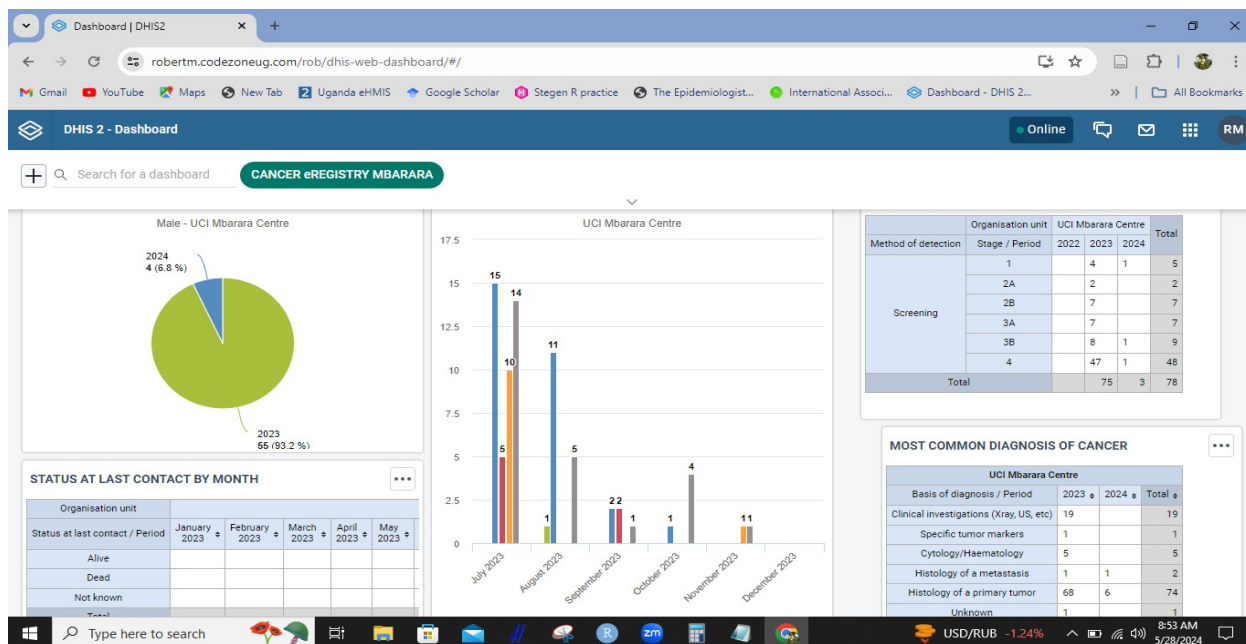 Dashboard | DHIS2
robertm.codezoneug.com/rob/dhis-web-dashboard/#/
Gmail YouTube Maps New Tab Uganda eHMIS Google Scholar Stegen R practice The Epidemiologist... International Associ... Dashboard - DHIS 2... » All Bookmarks
DHIS 2 - Dashboard Online RM
Search for a dashboard CANCER eREGISTRY MBARARA
Male - UCI Mbarara Centre
2024
4 (6.8 %)
2023
55 (93.2 %)
UCI Mbarara Centre
17.5
15
12.5
10
7.5
5
2.5
0
15 5 10 14
1 11 5
2 2 1
1 4
1 1
July 2023 August 2023 September 2023 October 2023 November 2023 December 2023
Organisation unit UCI Mbarara Centre Total
Method of detection Stage / Period 2022 2023 2024
Screening
1 4 1 5
2A 2 2
2B 7 7
3A 7 7
3B 8 1 9
4 47 1 48
Total 75 3 78
STATUS AT LAST CONTACT BY MONTH
Organisation unit
Status at last contact / Period January 2023 February 2023 March 2023 April 2023 May 2023
Alive
Dead
Not known
Total
MOST COMMON DIAGNOSIS OF CANCER
UCI Mbarara Centre
Basis of diagnosis / Period 2023 2024 Total
Clinical investigations (Xray, US, etc) 19 19
Specific tumor markers 1 1
Cytology/Haematology 5 5
Histology of a metastasis 1 1 2
Histology of a primary tumor 68 6 74
Unknown 1 1
Type here to search
R zm
USD/RUB -1.24%
8:53 AM
5/28/2024